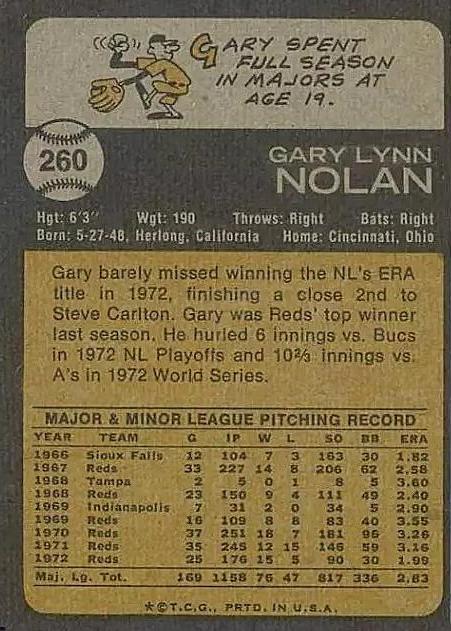 GARY SPENT
FULL SEASON
IN MAJORS AT
AGE 19.
260
GARY LYNN
NOLAN
Hgt: 6'3" Wgt: 190 Throws: Right Bats: Right
Born: 5-27-48, Herlong, California Home: Cincinnati, Ohio
Gary barely missed winning the NL's ERA
title in 1972, finishing a close 2nd to
Steve Carlton. Gary was Reds' top winner
last season. He hurled 6 innings vs. Bucs
in 1972 NL Playoffs and 10⅔ innings vs.
A's in 1972 World Series.
MAJOR & MINOR LEAGUE PITCHING RECORD
YEAR TEAM G IP W L SO BB ERA
1966 Sioux Falls 12 104 7 3 163 30 1.82
1967 Reds 33 227 14 8 206 62 2.58
1968 Tampa 2 5 0 1 8 5 3.60
1968 Reds 23 150 9 4 111 49 2.40
1969 Indianapolis 7 31 2 0 34 5 2.90
1969 Reds 16 109 8 8 83 40 3.55
1970 Reds 37 251 18 7 181 96 3.26
1971 Reds 35 245 12 15 146 59 3.16
1972 Reds 25 176 15 5 90 30 1.99
Maj. Lg. Tot. 169 1158 76 47 817 336 2.83
*©T.C.G., PRTD. IN U.S.A.